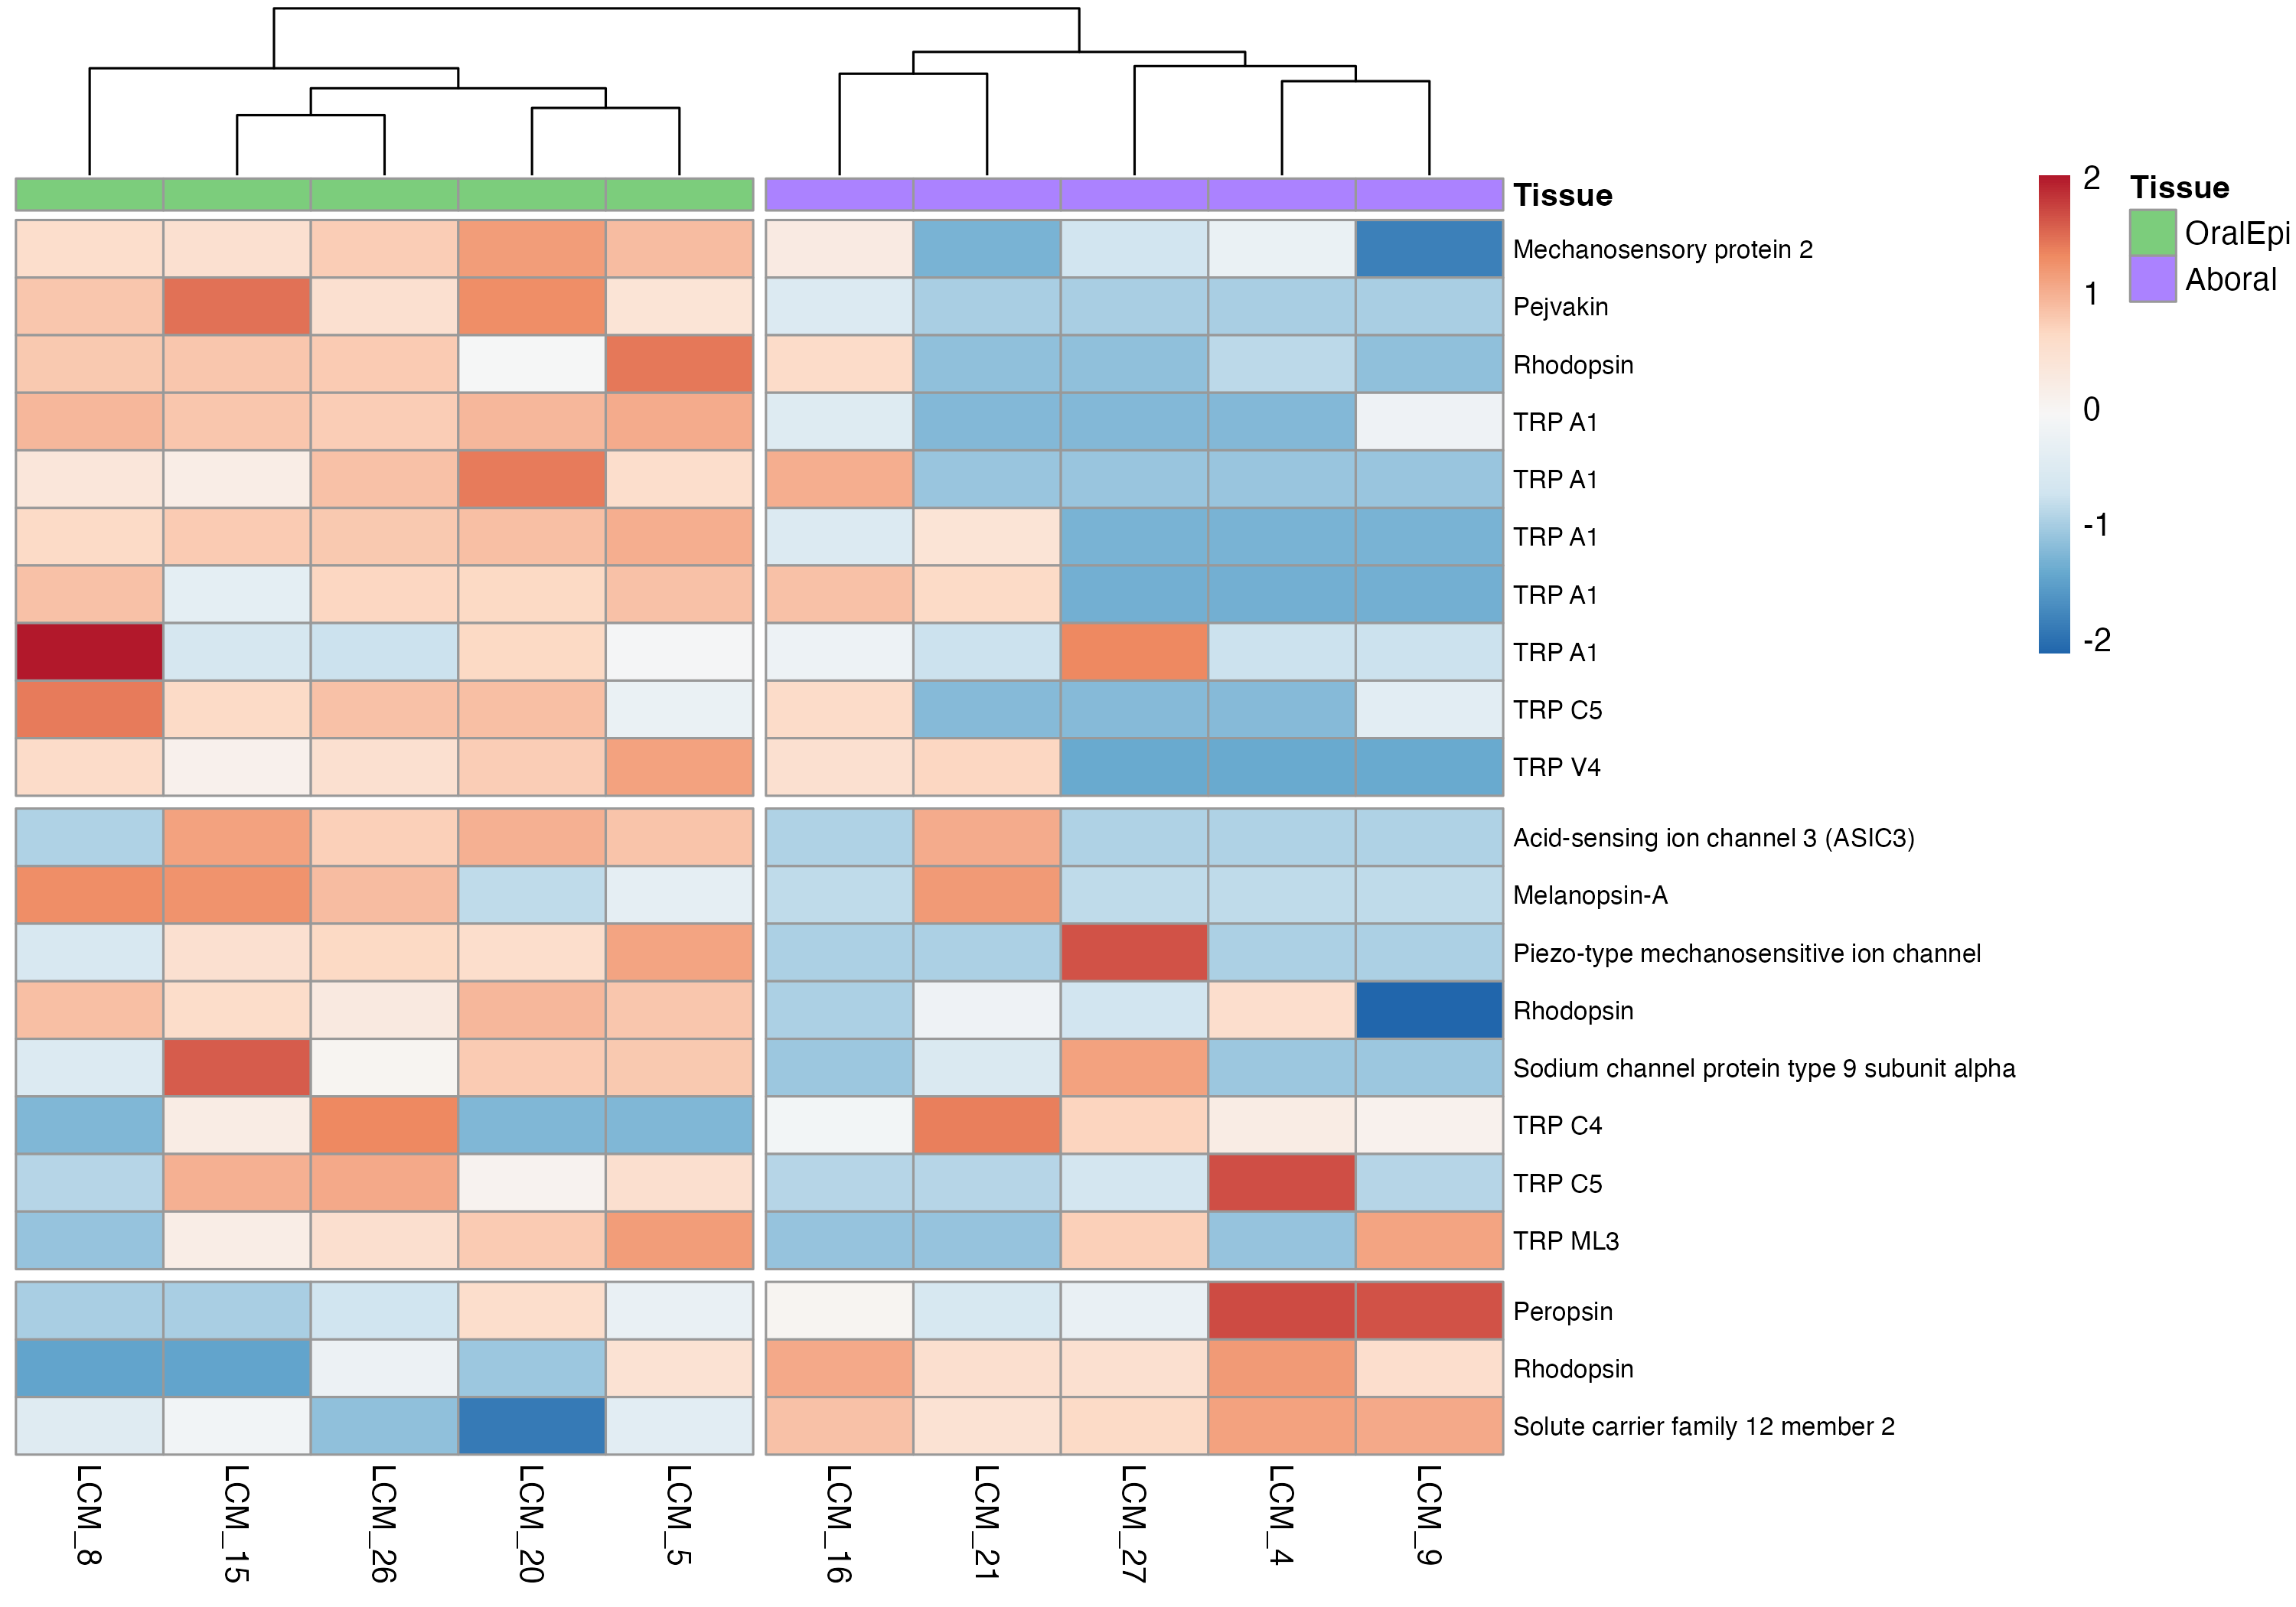 Tissue
Mechanosensory protein 2
Pejvakin
Rhodopsin
TRP A1
TRP A1
TRP A1
TRP A1
TRP A1
TRP C5
TRP V4
Acid-sensing ion channel 3 (ASIC3)
Melanopsin-A
Piezo-type mechanosensitive ion channel
Rhodopsin
Sodium channel protein type 9 subunit alpha
TRP C4
TRP C5
TRP ML3
Peropsin
Rhodopsin
Solute carrier family 12 member 2
LCM_8
LCM_15
LCM_26
LCM_20
LCM_5
LCM_16
LCM_21
LCM_27
LCM_4
LCM_9
2
1
0
-1
-2
Tissue
OralEpi
Aboral